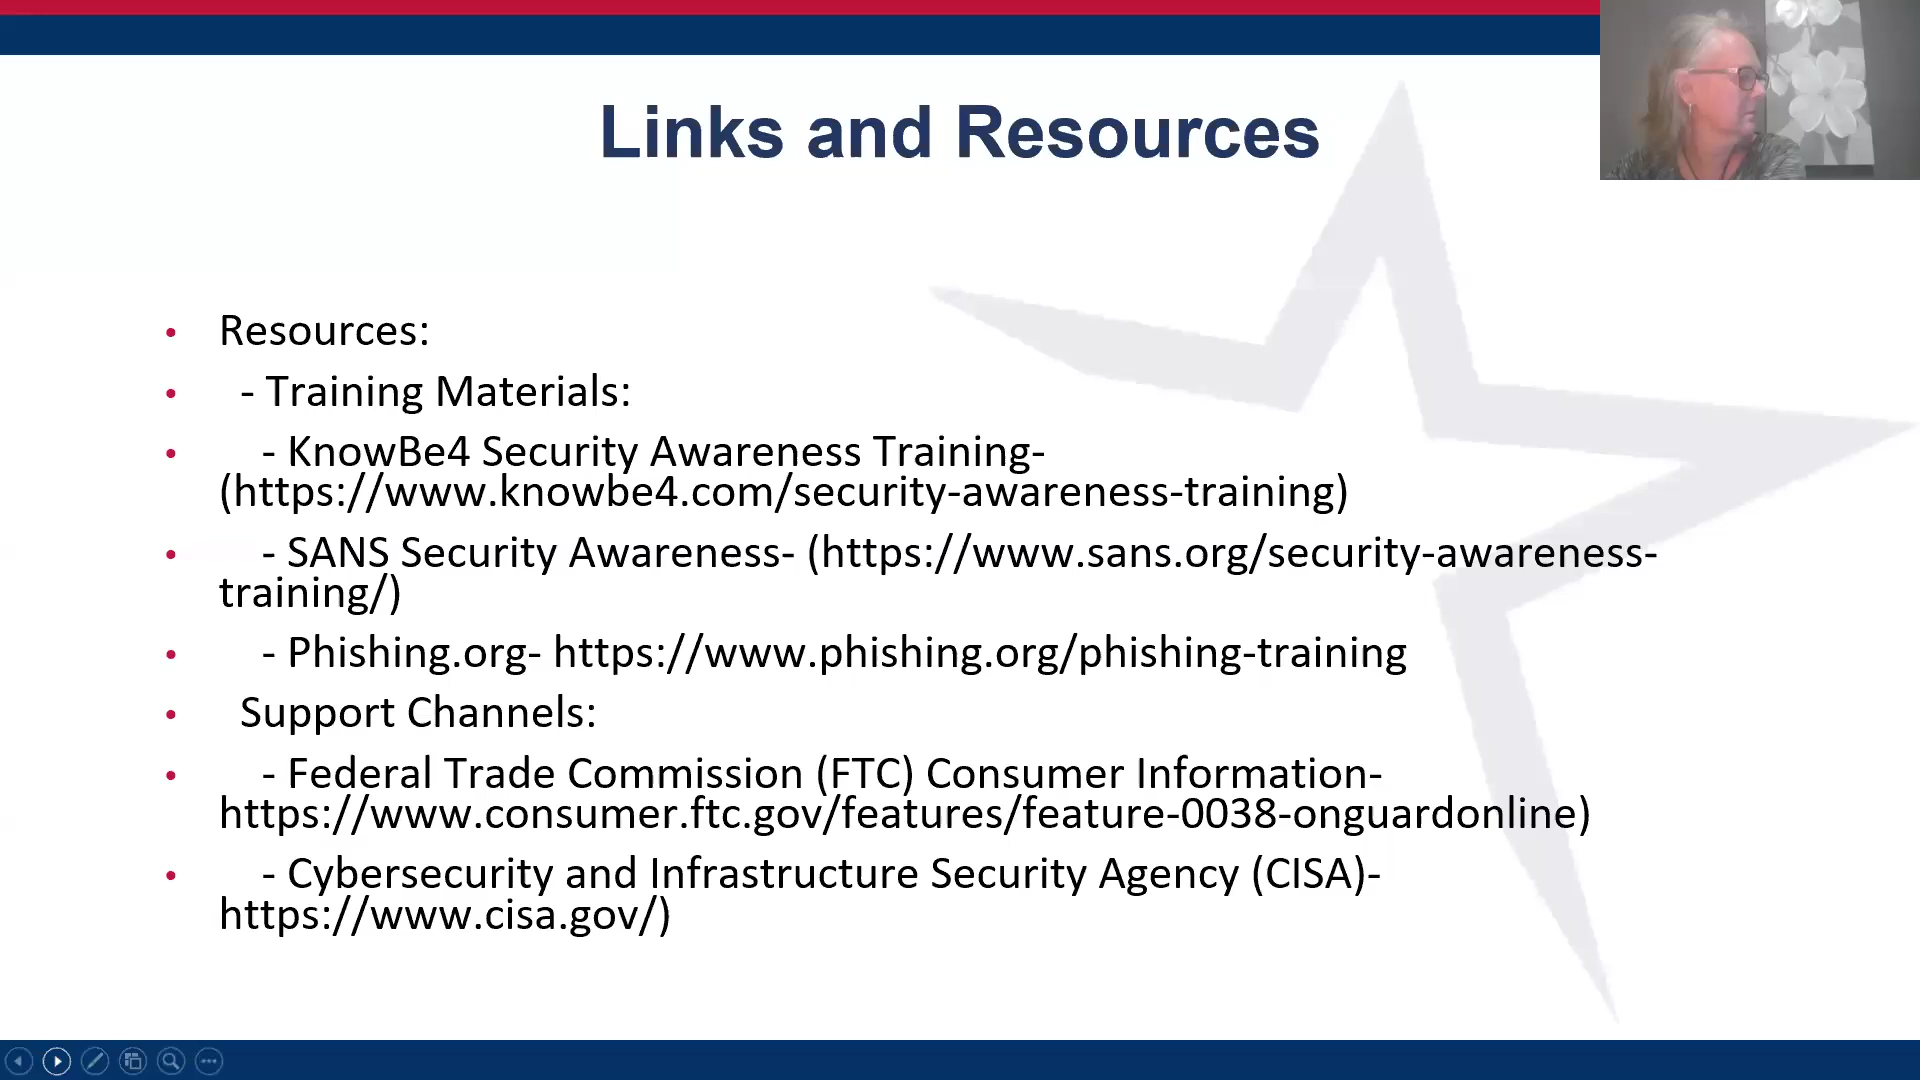 Links and Resources
• Resources:
• - Training Materials:
• - KnowBe4 Security Awareness Training-
(https://www.knowbe4.com/security-awareness-training)
• - SANS Security Awareness- (https://www.sans.org/security-awareness-
training/)
• - Phishing.org- https://www.phishing.org/phishing-training
• Support Channels:
• - Federal Trade Commission (FTC) Consumer Information-
https://www.consumer.ftc.gov/features/feature-0038-onguardonline)
• - Cybersecurity and Infrastructure Security Agency (CISA)-
https://www.cisa.gov/)